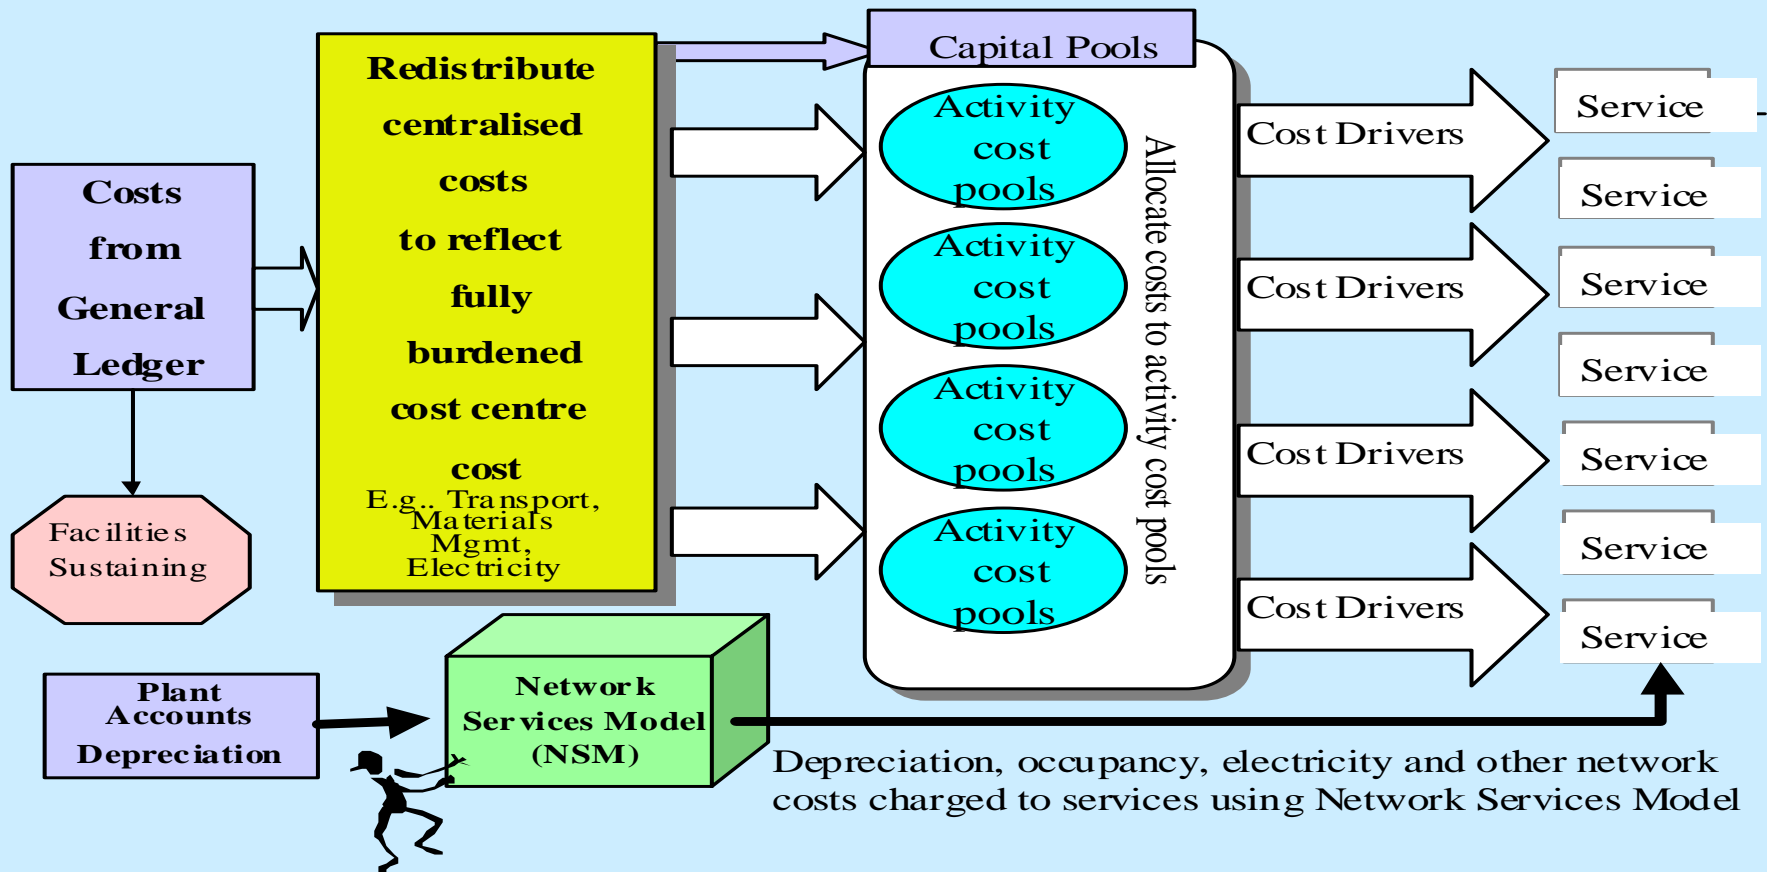 Costs
from
General
Ledger
Facilities
Sustaining
Redistribute
centralised
costs
to reflect
fully
burdened
cost centre
cost
E.g.. Transport,
Materials
Mgmt,
Electricity
Capital Pools
Activity
cost
pools
Activity
cost
pools
Activity
cost
pools
Activity
cost
pools
Allocate costs to activity cost pools
Cost Drivers
Cost Drivers
Cost Drivers
Cost Drivers
Service
Service
Service
Service
Service
Service
Service
Plant
Accounts
Depreciation
Network
Services Model
(NSM)
Depreciation, occupancy, electricity and other network
costs charged to services using Network Services Model